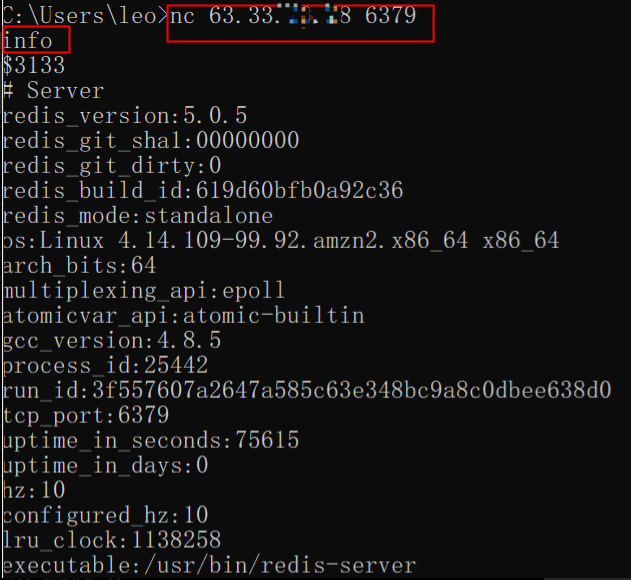 C:\Users\leo>nc 63.33. 8 6379
info
$3133
# Server
redis_version:5.0.5
redis_git_sha1:00000000
redis_git_dirty:0
redis_build_id:619d60bfb0a92c36
redis_mode:standalone
os:Linux 4.14.109-99.92.amzn2.x86_64 x86_64
arch_bits:64
multiplexing_api:epoll
atomicvar_api:atomic-builtin
gcc_version:4.8.5
process_id:25442
run_id:3f557607a2647a585c63e348bc9a8c0dbee638d0
tcp_port:6379
uptime_in_seconds:75615
uptime_in_days:0
hz:10
configured_hz:10
lru_clock:1138258
executable:/usr/bin/redis-server